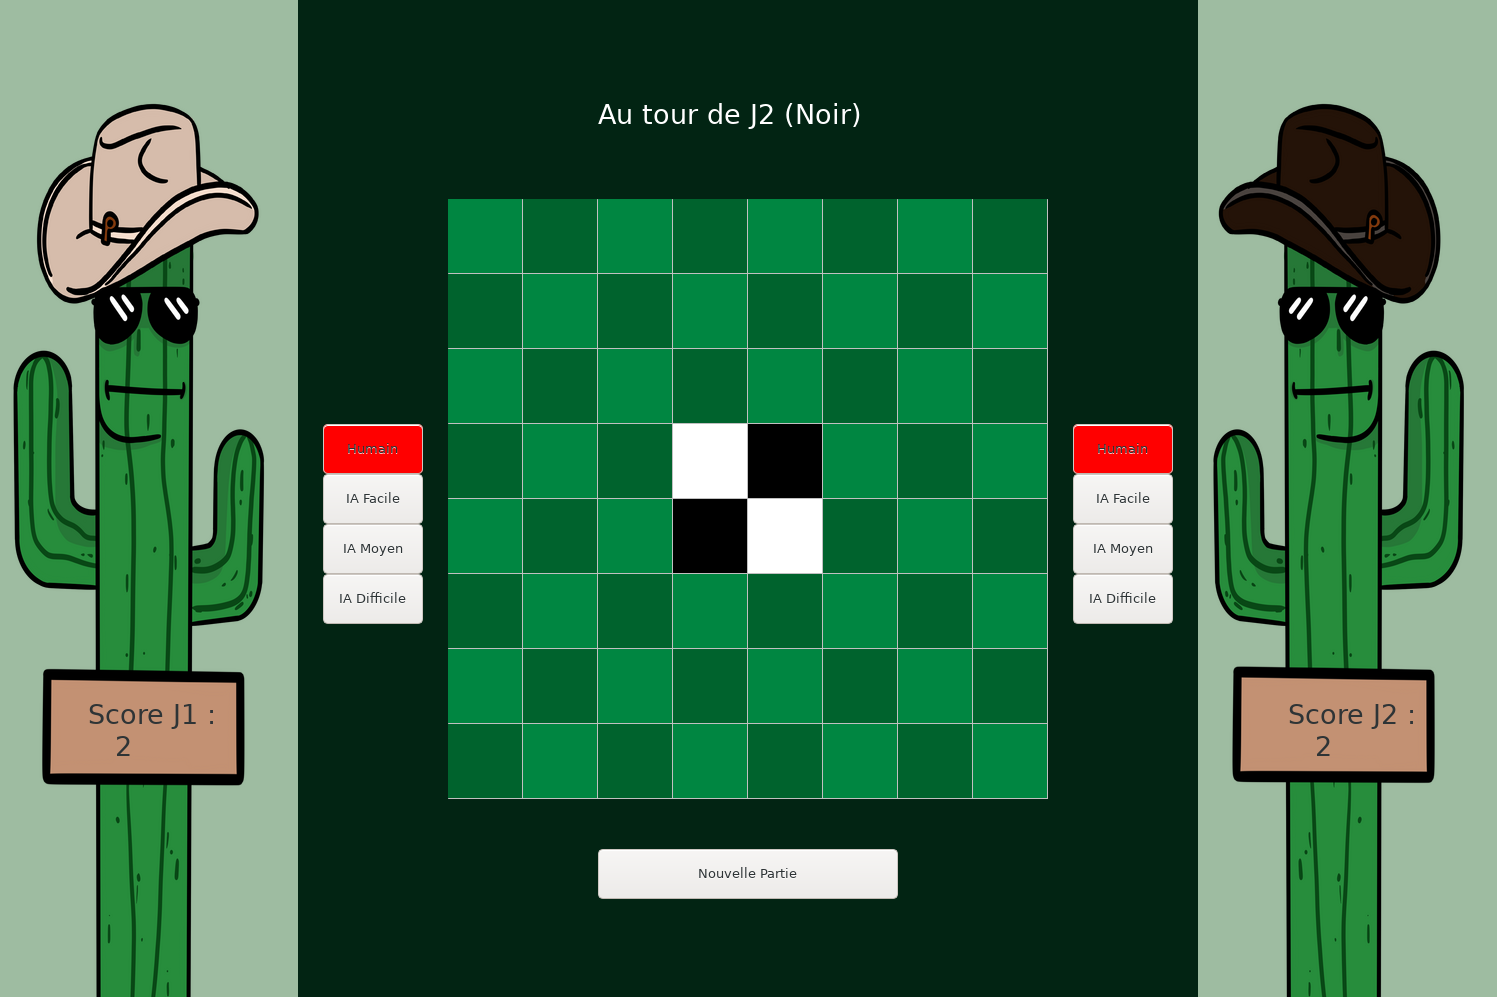 Au tour de J2 (Noir)
Humain
IA Facile
IA Moyen
IA Difficile
Humain
IA Facile
IA Moyen
IA Difficile
Score J1 :
2
Score J2 :
2
Nouvelle Partie